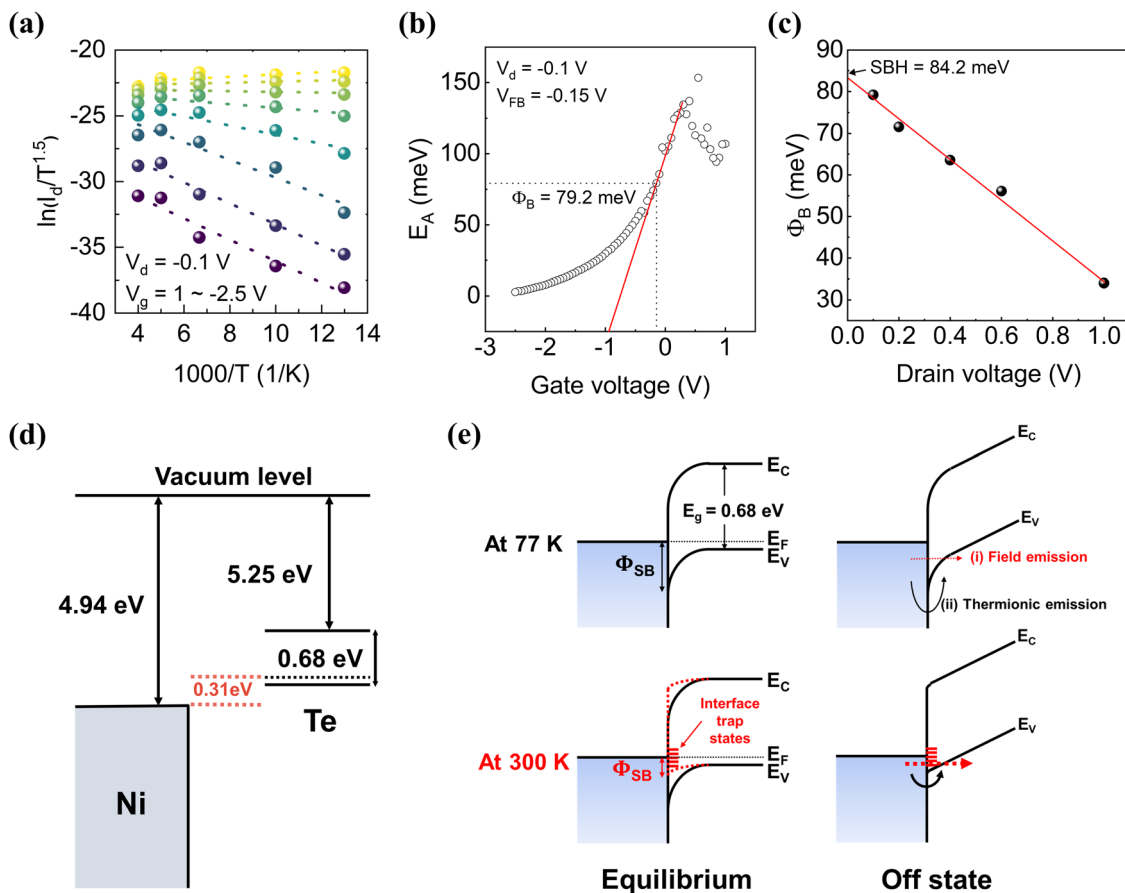 (a)
ln(I_d/T^1.5)
-20
-25
-30
-35
-40
V_d = -0.1 V
V_g = 1 ~ -2.5 V
4 6 8 10 12 14
1000/T (1/K)
(b)
E_A (meV)
150
125
100
75
50
25
0
V_d = -0.1 V
V_FB = -0.15 V
Φ_B = 79.2 meV
-3 -2 -1 0 1
Gate voltage (V)
(c)
Φ_B (meV)
90
80
70
60
50
40
30
SBH = 84.2 meV
0.0 0.2 0.4 0.6 0.8 1.0
Drain voltage (V)
(d)
Vacuum level
4.94 eV
5.25 eV
0.68 eV
0.31eV
Te
Ni
(e)
At 77 K
E_C
E_g = 0.68 eV
E_F
E_V
Φ_SB
E_C
E_V
(i) Field emission
(ii) Thermionic emission
At 300 K
E_C
Interface
trap
states
E_F
E_V
Φ_SB
E_C
E_V
Equilibrium
Off state